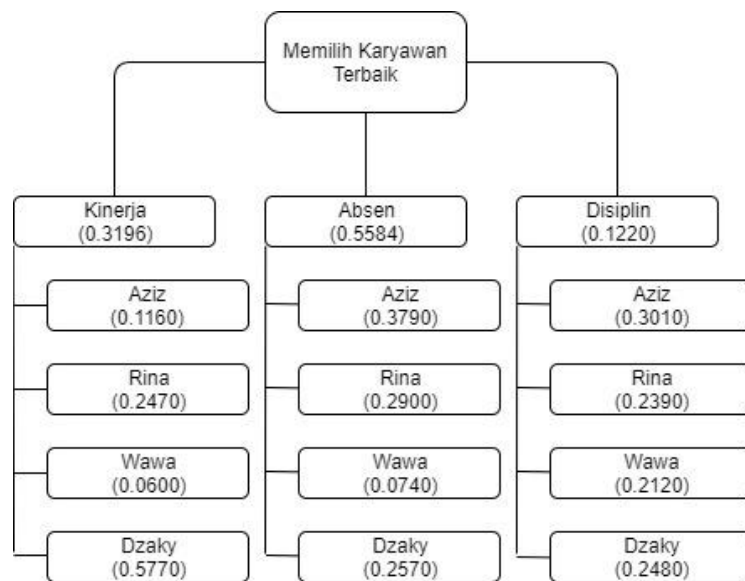 Memilih Karyawan
Terbaik
Kinerja
(0.3196)
Aziz
(0.1160)
Rina
(0.2470)
Wawa
(0.0600)
Dzaky
(0.5770)
Absen
(0.5584)
Aziz
(0.3790)
Rina
(0.2900)
Wawa
(0.0740)
Dzaky
(0.2570)
Disiplin
(0.1220)
Aziz
(0.3010)
Rina
(0.2390)
Wawa
(0.2120)
Dzaky
(0.2480)